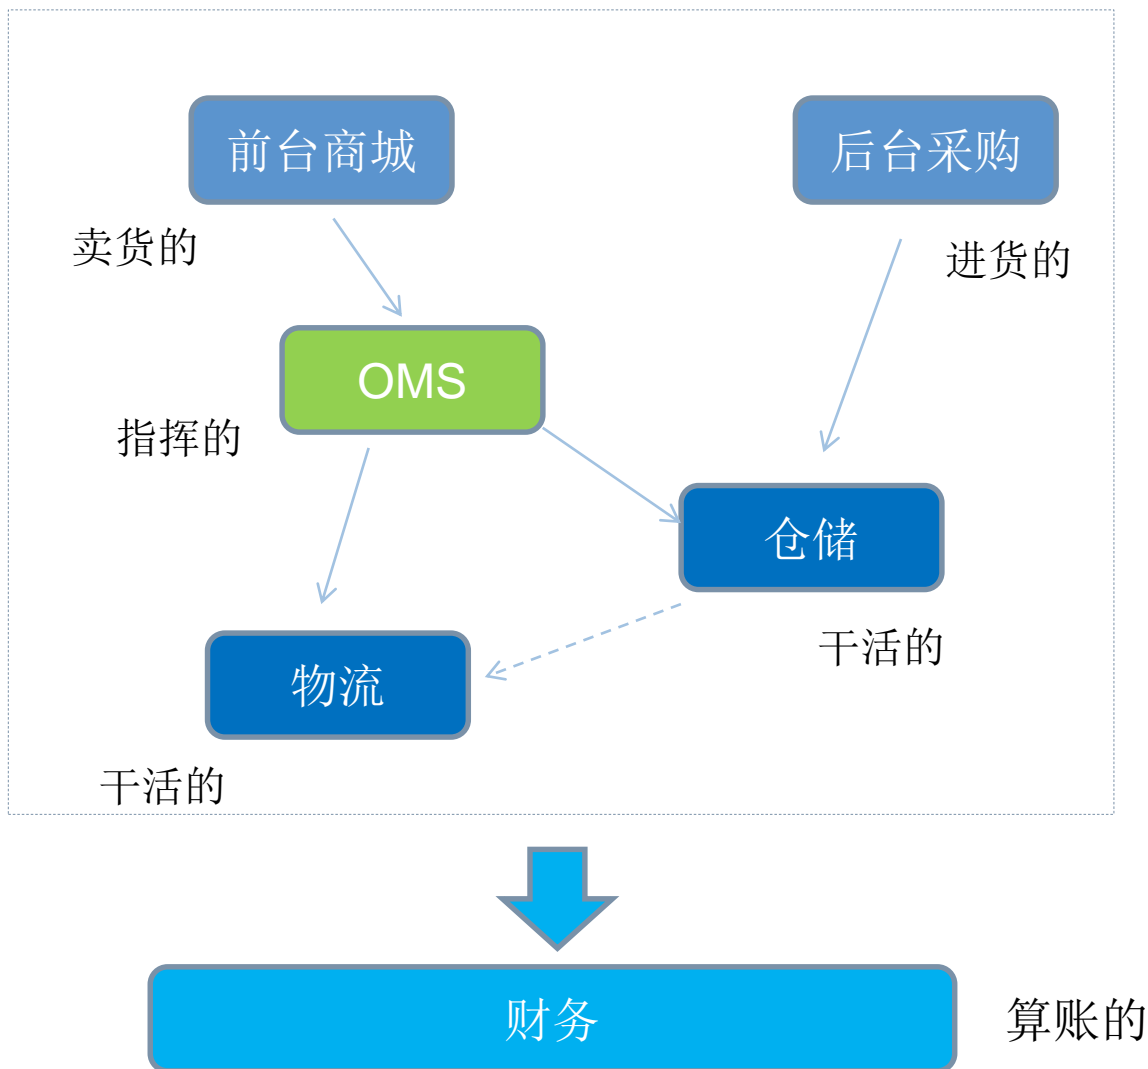 前台商城
后台采购
卖货的
进货的
OMS
指挥的
仓储
干活的
物流
干活的
财务
算账的